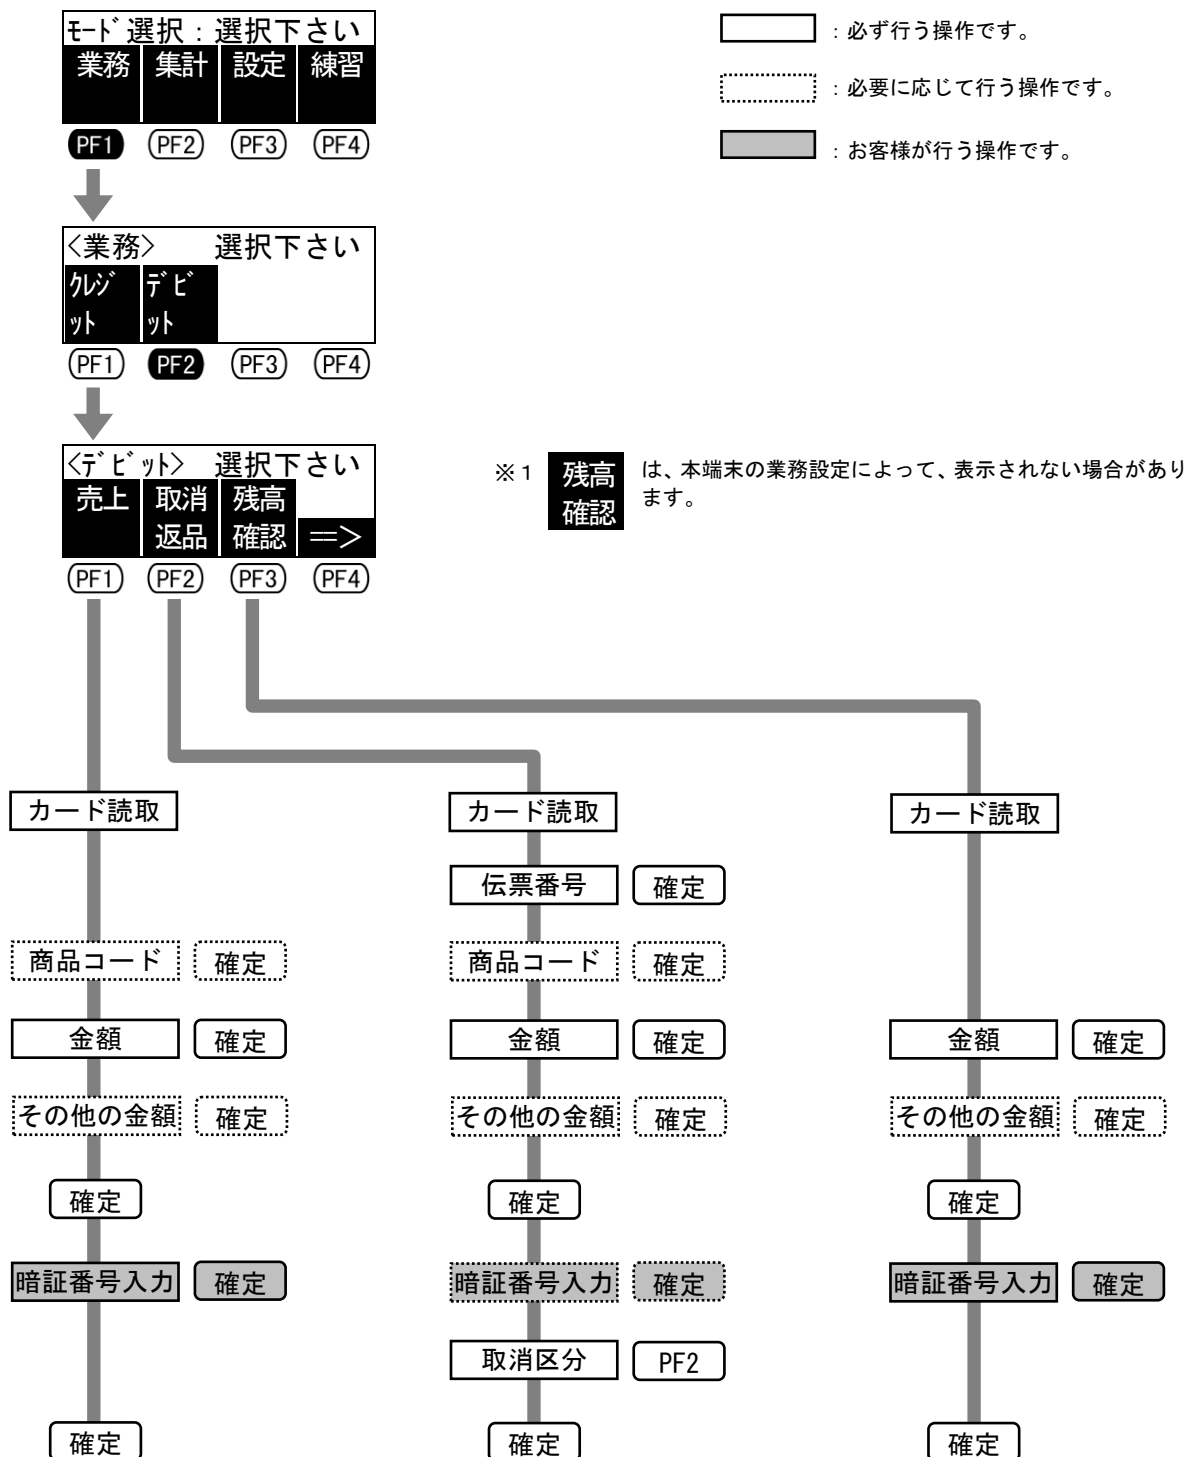 ﾓｰﾄﾞ選択：選択下さい
業務 集計 設定 練習
PF1 PF2 PF3 PF4
：必ず行う操作です。
：必要に応じて行う操作です。
：お客様が行う操作です。
<業務> 選択下さい
ｸﾚｼﾞ ﾃﾞﾋﾞ
ｯﾄ ｯﾄ
PF1 PF2 PF3 PF4
<ﾃﾞﾋﾞｯﾄ> 選択下さい
売上 取消 残高
返品 確認 ==>
PF1 PF2 PF3 PF4
※1 残高 は、本端末の業務設定によって、表示されない場合があり
確認 ます。
カード読取 カード読取 カード読取
伝票番号 確定
商品コード 確定 商品コード 確定
金額 確定 金額 確定 金額 確定
その他の金額 確定 その他の金額 確定 その他の金額 確定
確定 確定 確定
暗証番号入力 確定 暗証番号入力 確定 暗証番号入力 確定
取消区分 PF2
確定 確定 確定